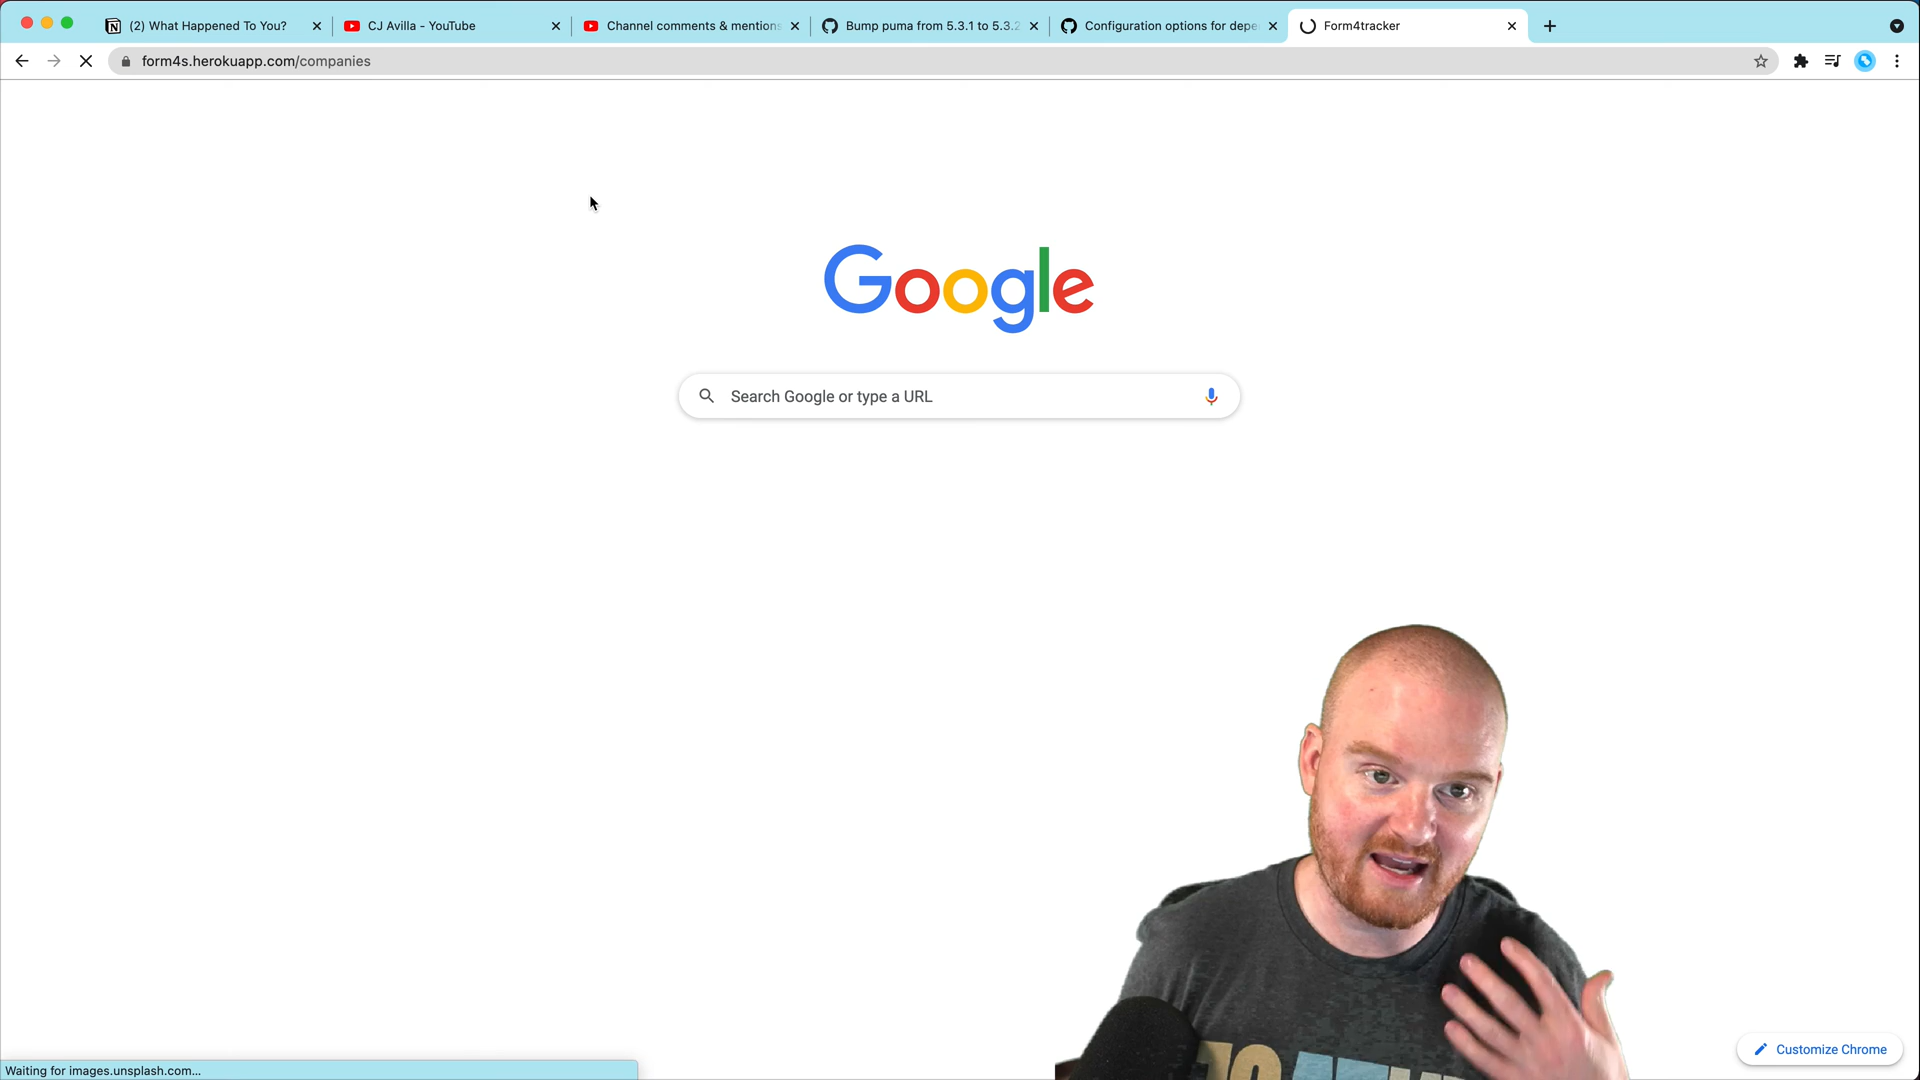 (2) What Happened To You?
CJ Avilla - YouTube
Channel comments & mentions
Bump puma from 5.3.1 to 5.3.2
Configuration options for depe
Form4tracker
form4s.herokuapp.com/companies
Google
Search Google or type a URL
Customize Chrome
Waiting for images.unsplash.com...